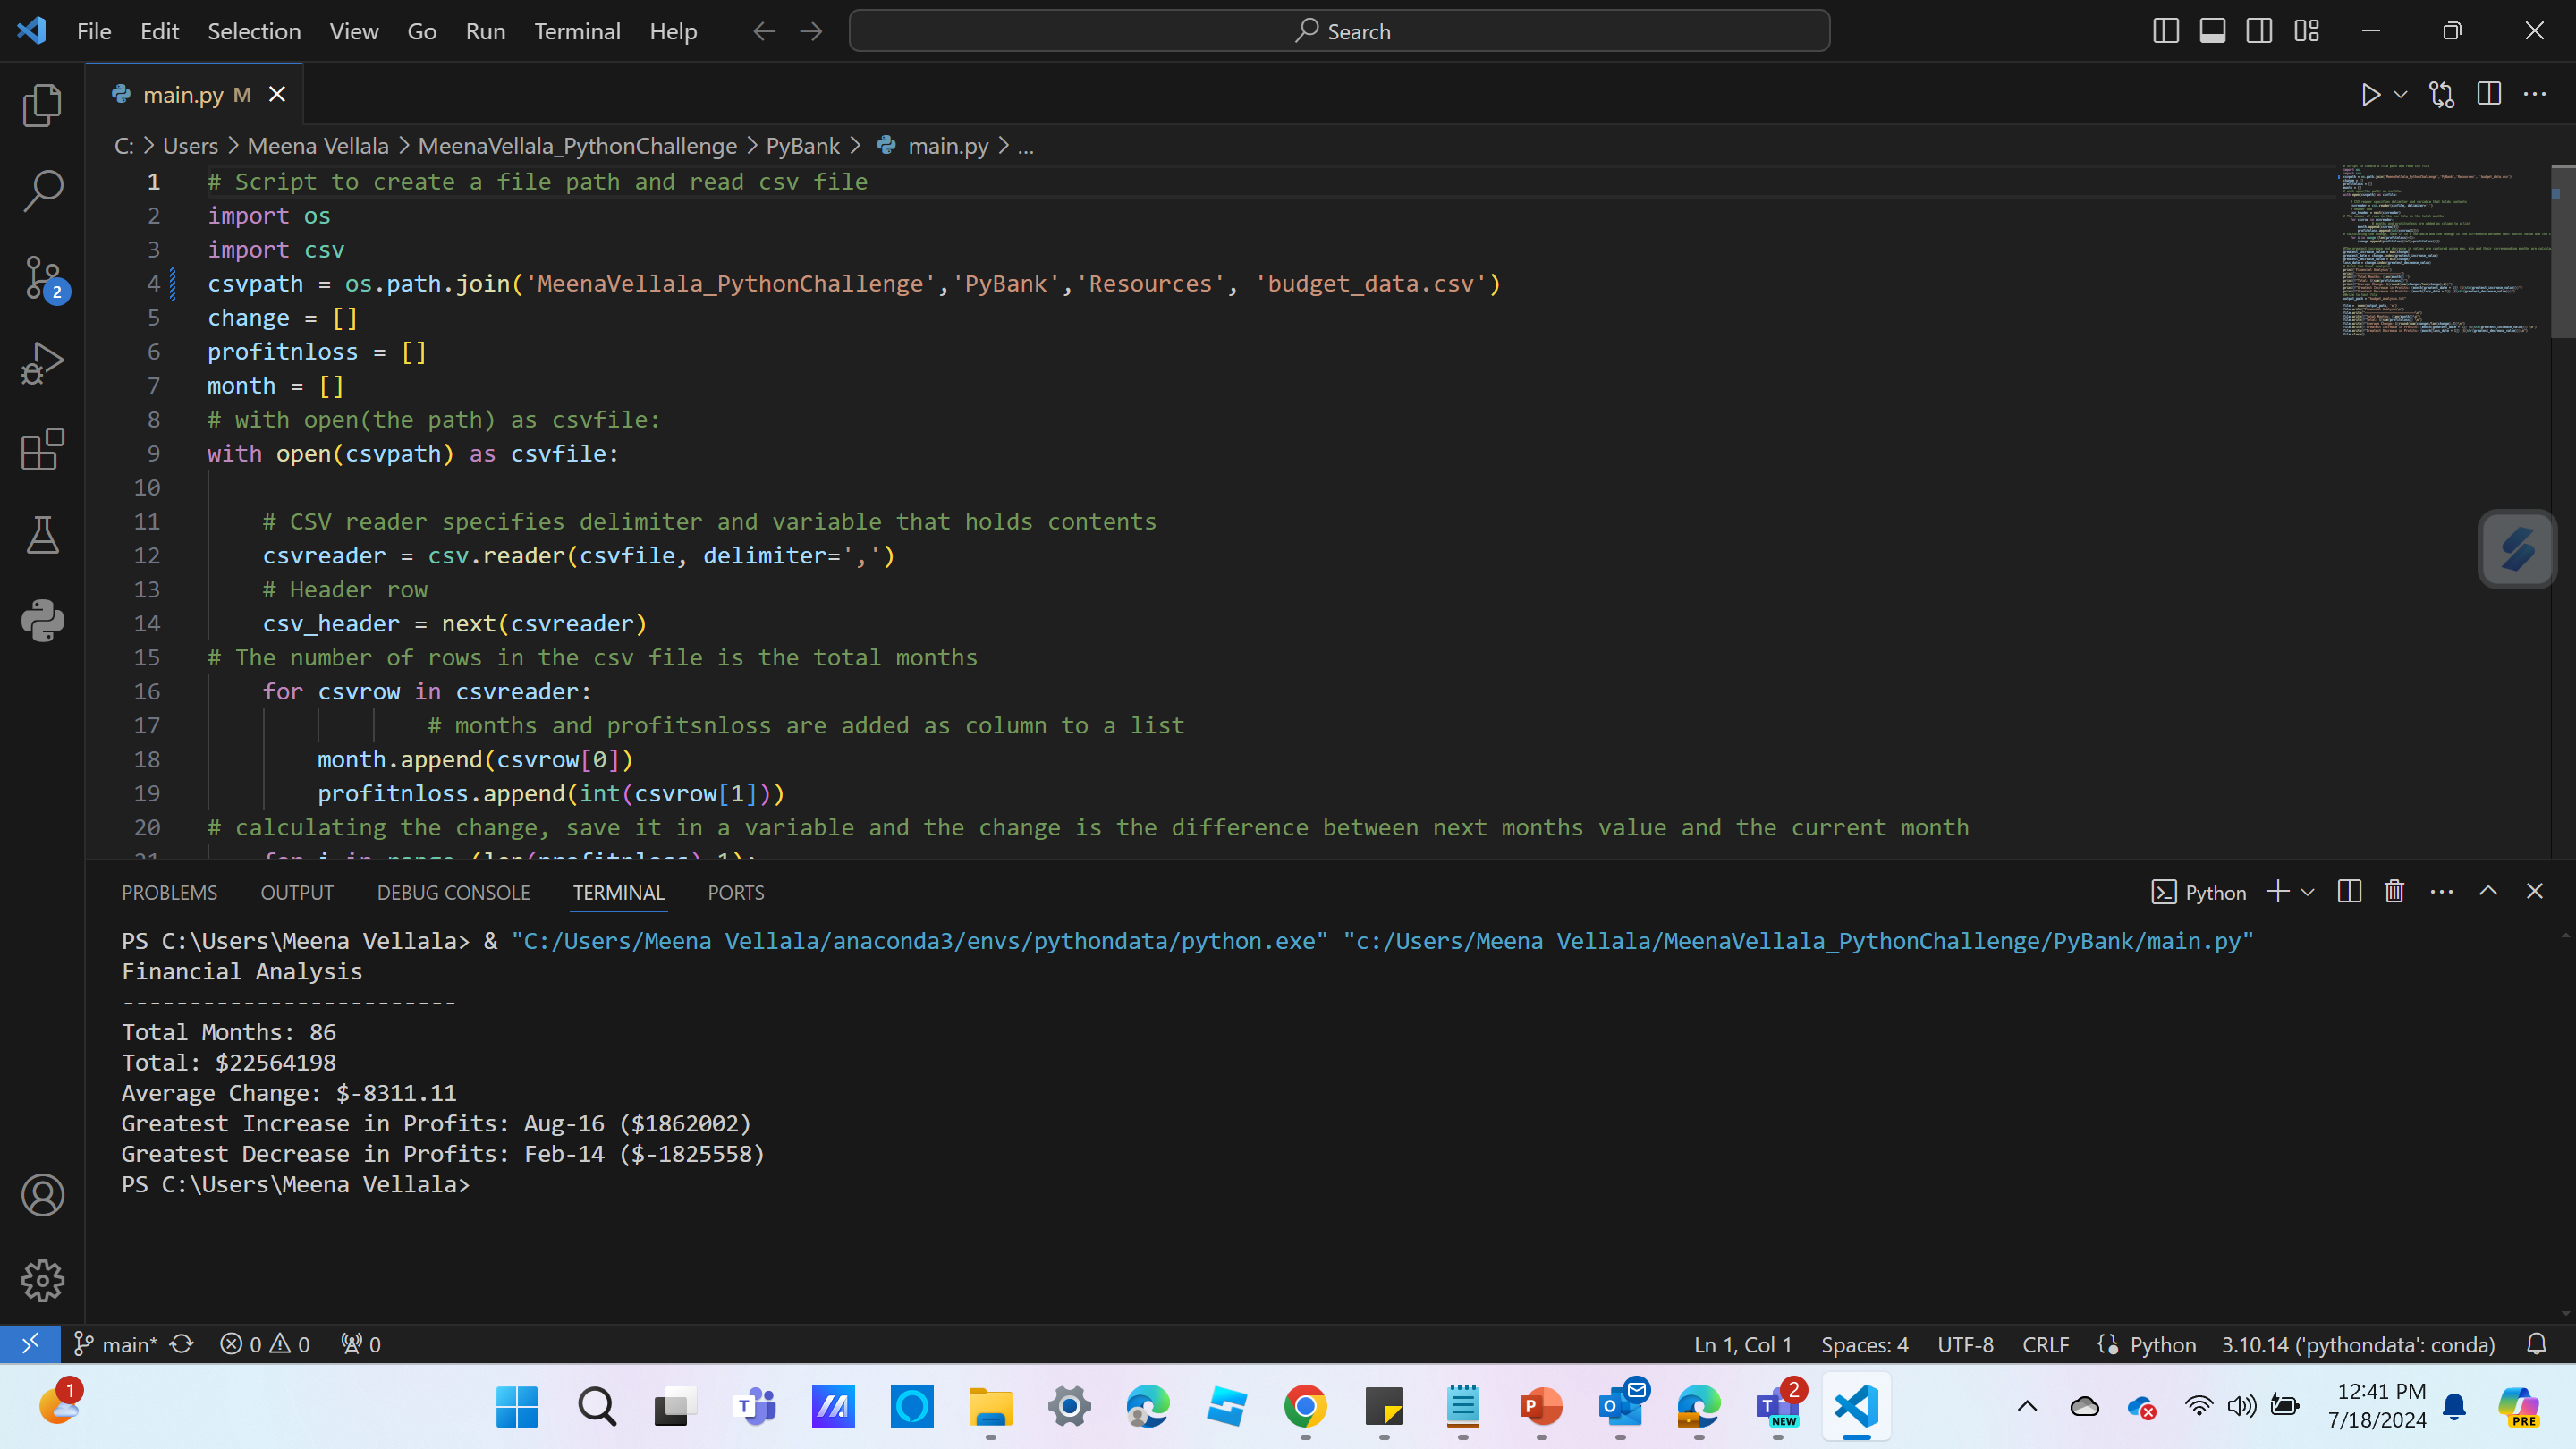 File Edit Selection View Go Run Terminal Help
Search
main.py M
C: > Users > Meena Vellala > MeenaVellala_PythonChallenge > PyBank > main.py > ...
1 # Script to create a file path and read csv file
2 import os
3 import csv
4 csvpath = os.path.join('MeenaVellala_PythonChallenge','PyBank','Resources', 'budget_data.csv')
5 change = []
6 profitnloss = []
7 month = []
8 # with open(the path) as csvfile:
9 with open(csvpath) as csvfile:
10
11 # CSV reader specifies delimiter and variable that holds contents
12 csvreader = csv.reader(csvfile, delimiter=',')
13 # Header row
14 csv_header = next(csvreader)
15 # The number of rows in the csv file is the total months
16 for csvrow in csvreader:
17 # months and profitsnloss are added as column to a list
18 month.append(csvrow[0])
19 profitnloss.append(int(csvrow[1]))
20 # calculating the change, save it in a variable and the change is the difference between next months value and the current month
21 for i in range (len(profitnloss)-1):
PROBLEMS OUTPUT DEBUG CONSOLE TERMINAL PORTS
Python
PS C:\Users\Meena Vellala> & "C:/Users/Meena Vellala/anaconda3/envs/pythondata/python.exe" "c:/Users/Meena Vellala/MeenaVellala_PythonChallenge/PyBank/main.py"
Financial Analysis
-------------------------
Total Months: 86
Total: $22564198
Average Change: $-8311.11
Greatest Increase in Profits: Aug-16 ($1862002)
Greatest Decrease in Profits: Feb-14 ($-1825558)
PS C:\Users\Meena Vellala>
2
main* 0 0 0
Ln 1, Col 1 Spaces: 4 UTF-8 CRLF Python 3.10.14 ('pythondata': conda)
1
2
NEW
12:41 PM
7/18/2024
PRE